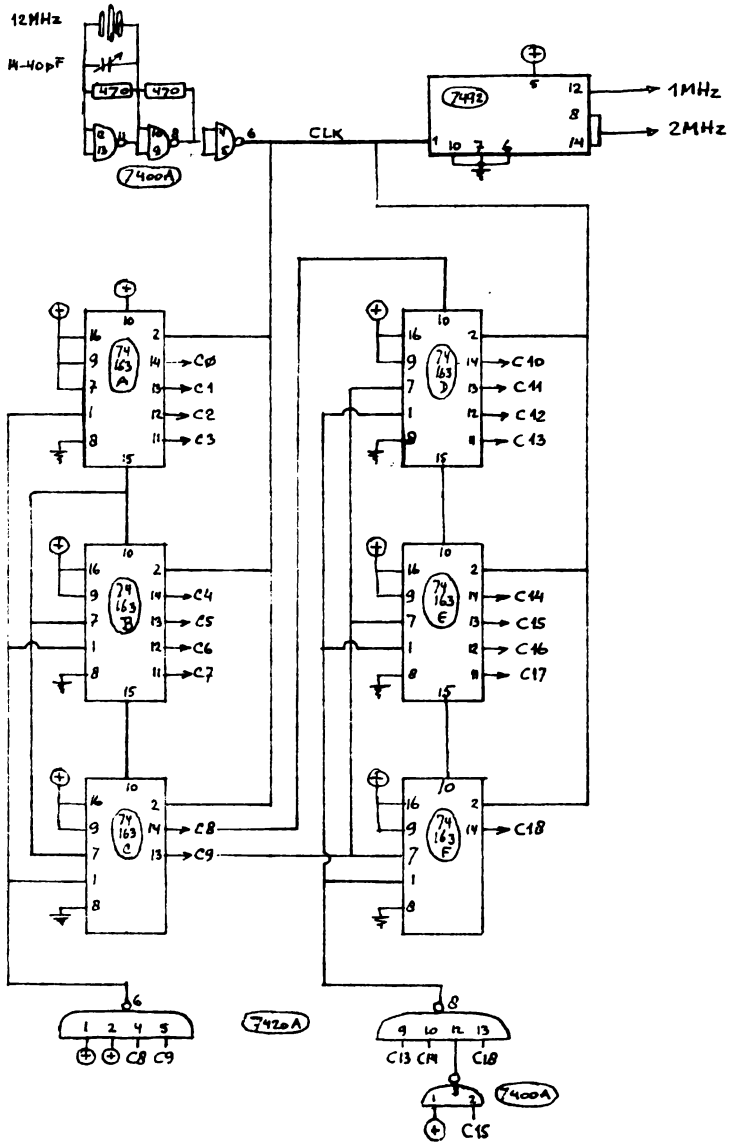 12MHz
14-40pF
470 470
12 13 11 10 9 8 4 5 6
7400A
CLK
+
5
7492
1 12 8 14
10 7 6
1MHz
2MHz
+
10
+ 16 2
9 74 163 A 14 CØ
7 13 C1
1 12 C2
8 11 C3
15
+
10
+ 16 2
9 74 163 D 14 C10
7 13 C11
1 12 C12
8 11 C13
15
10
+ 16 2
9 74 163 B 14 C4
7 13 C5
1 12 C6
8 11 C7
15
10
+ 16 2
9 74 163 E 14 C14
7 13 C15
1 12 C16
8 11 C17
15
10
+ 16 2
9 74 163 C 14 C8
7 13 C9
1
8
10
+ 16 2
9 74 163 F 14 C18
7
1
8
6
1 2 4 5
+ + C8 C9
7420A
8
9 10 12 13
C13 C14 C18
3
1 2
7400A
+ C15